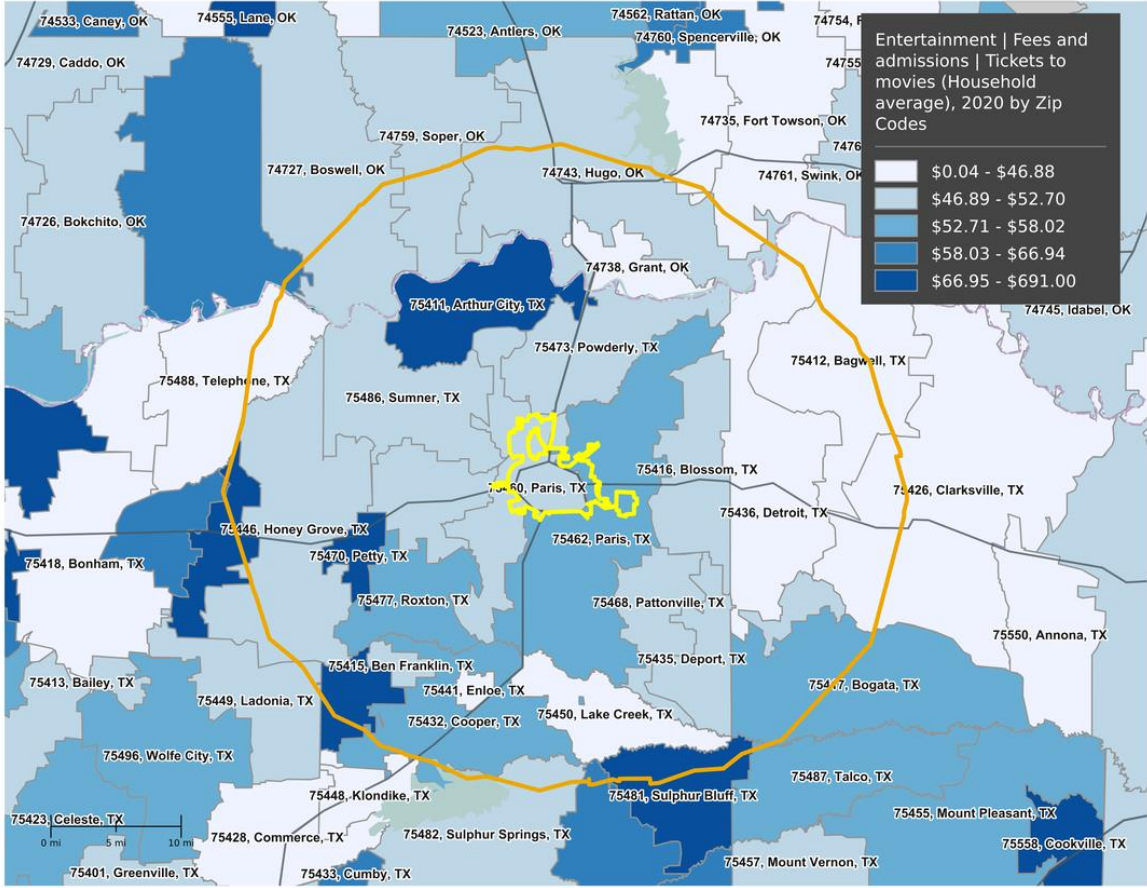 74533, Caney, OK
74555, Lane, OK
74562, Rattan, OK
74523, Antlers, OK
74760, Spencerville, OK
74729, Caddo, OK
74759, Soper, OK
74735, Fort Towson, OK
74727, Boswell, OK
74743, Hugo, OK
74761, Swink, OK
74726, Bokchito, OK
74738, Grant, OK
75411, Arthur City, TX
74745, Idabel, OK
75473, Powderly, TX
75412, Bagwell, TX
75488, Telephone, TX
75486, Sumner, TX
75416, Blossom, TX
Paris, TX
75426, Clarksville, TX
75436, Detroit, TX
75446, Honey Grove, TX
75462, Paris, TX
75418, Bonham, TX
75470, Petty, TX
75477, Roxton, TX
75468, Pattonville, TX
75550, Annona, TX
75435, Deport, TX
75415, Ben Franklin, TX
75413, Bailey, TX
75441, Enloe, TX
Bogata, TX
75449, Ladonia, TX
75450, Lake Creek, TX
75432, Cooper, TX
75496, Wolfe City, TX
75487, Talco, TX
75448, Klondike, TX
75481, Sulphur Bluff, TX
75455, Mount Pleasant, TX
75423, Celeste, TX
75428, Commerce, TX
75482, Sulphur Springs, TX
75558, Cookville, TX
0 mi 5 mi 10 mi
75457, Mount Vernon, TX
75401, Greenville, TX
75433, Cumby, TX
Entertainment | Fees and
admissions | Tickets to
movies (Household
average), 2020 by Zip
Codes
$0.04 - $46.88
$46.89 - $52.70
$52.71 - $58.02
$58.03 - $66.94
$66.95 - $691.00